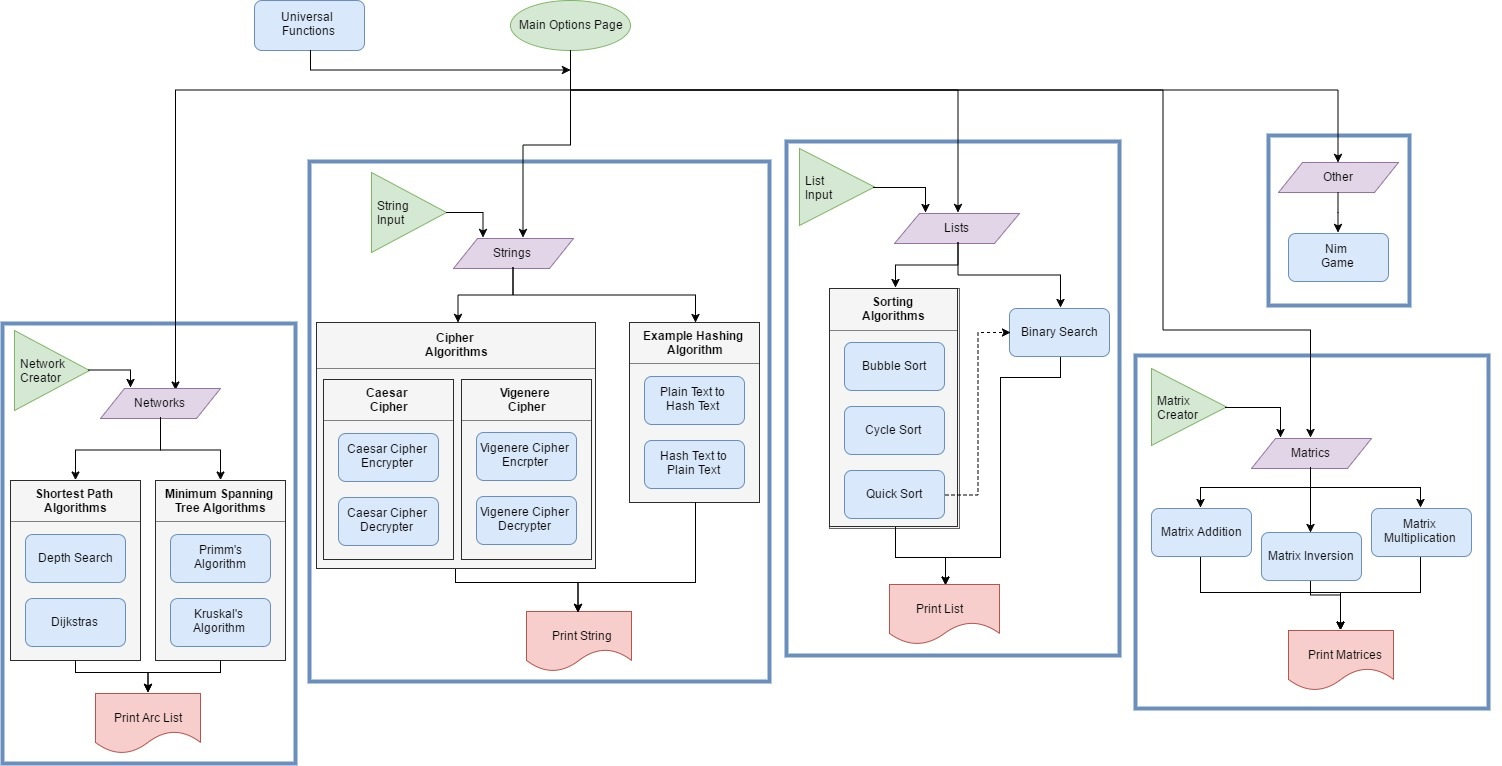 Universal
Functions
Main Options Page
Network
Creator
Networks
Shortest Path
Algorithms
Depth Search
Dijkstras
Minimum Spanning
Tree Algorithms
Primm's
Algorithm
Kruskal's
Algorithm
Print Arc List
String
Input
Strings
Cipher
Algorithms
Caesar
Cipher
Caesar Cipher
Encrypter
Caesar Cipher
Decrypter
Vigenere
Cipher
Vigenere Cipher
Encrpter
Vigenere Cipher
Decrypter
Example Hashing
Algorithm
Plain Text to
Hash Text
Hash Text to
Plain Text
Print String
List
Input
Lists
Sorting
Algorithms
Bubble Sort
Cycle Sort
Quick Sort
Binary Search
Print List
Other
Nim
Game
Matrix
Creator
Matrics
Matrix Addition
Matrix Inversion
Matrix
Multiplication
Print Matrices